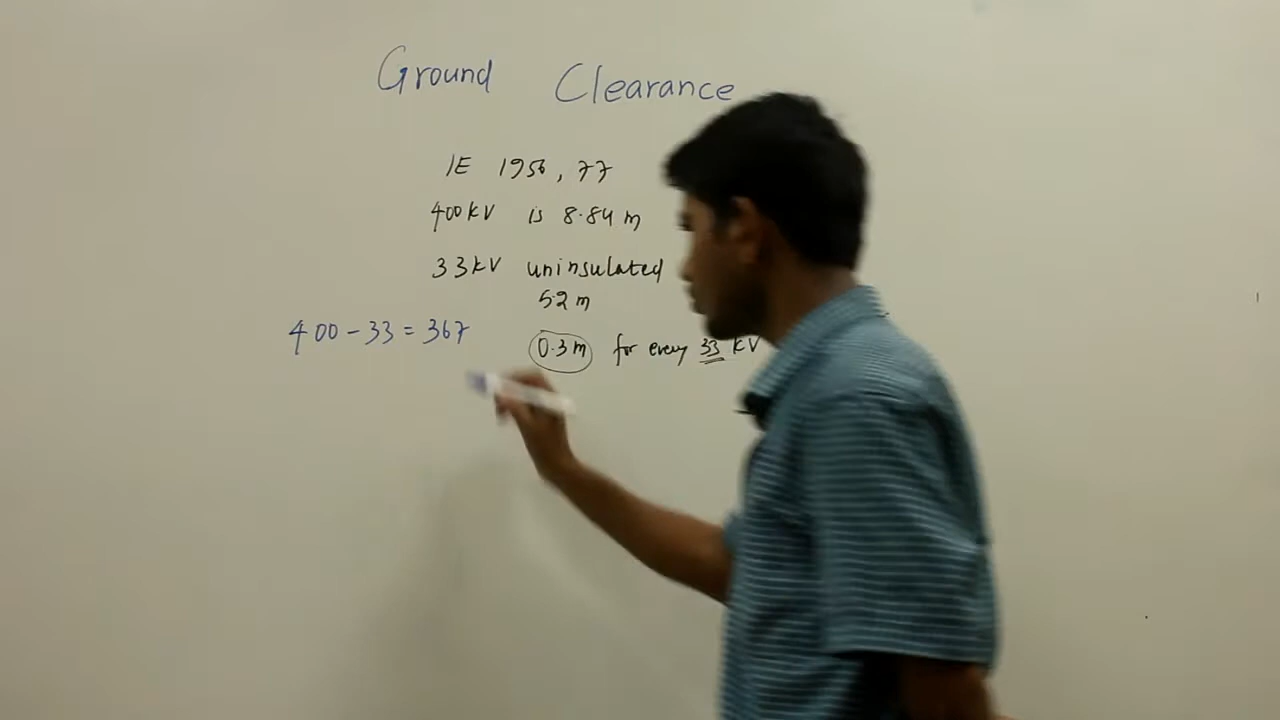 Ground Clearance
IE 1956, 77
400kV is 8.84 m
33kV uninsulated
5.2 m
400 - 33 = 367
0.3m for every 33 kV